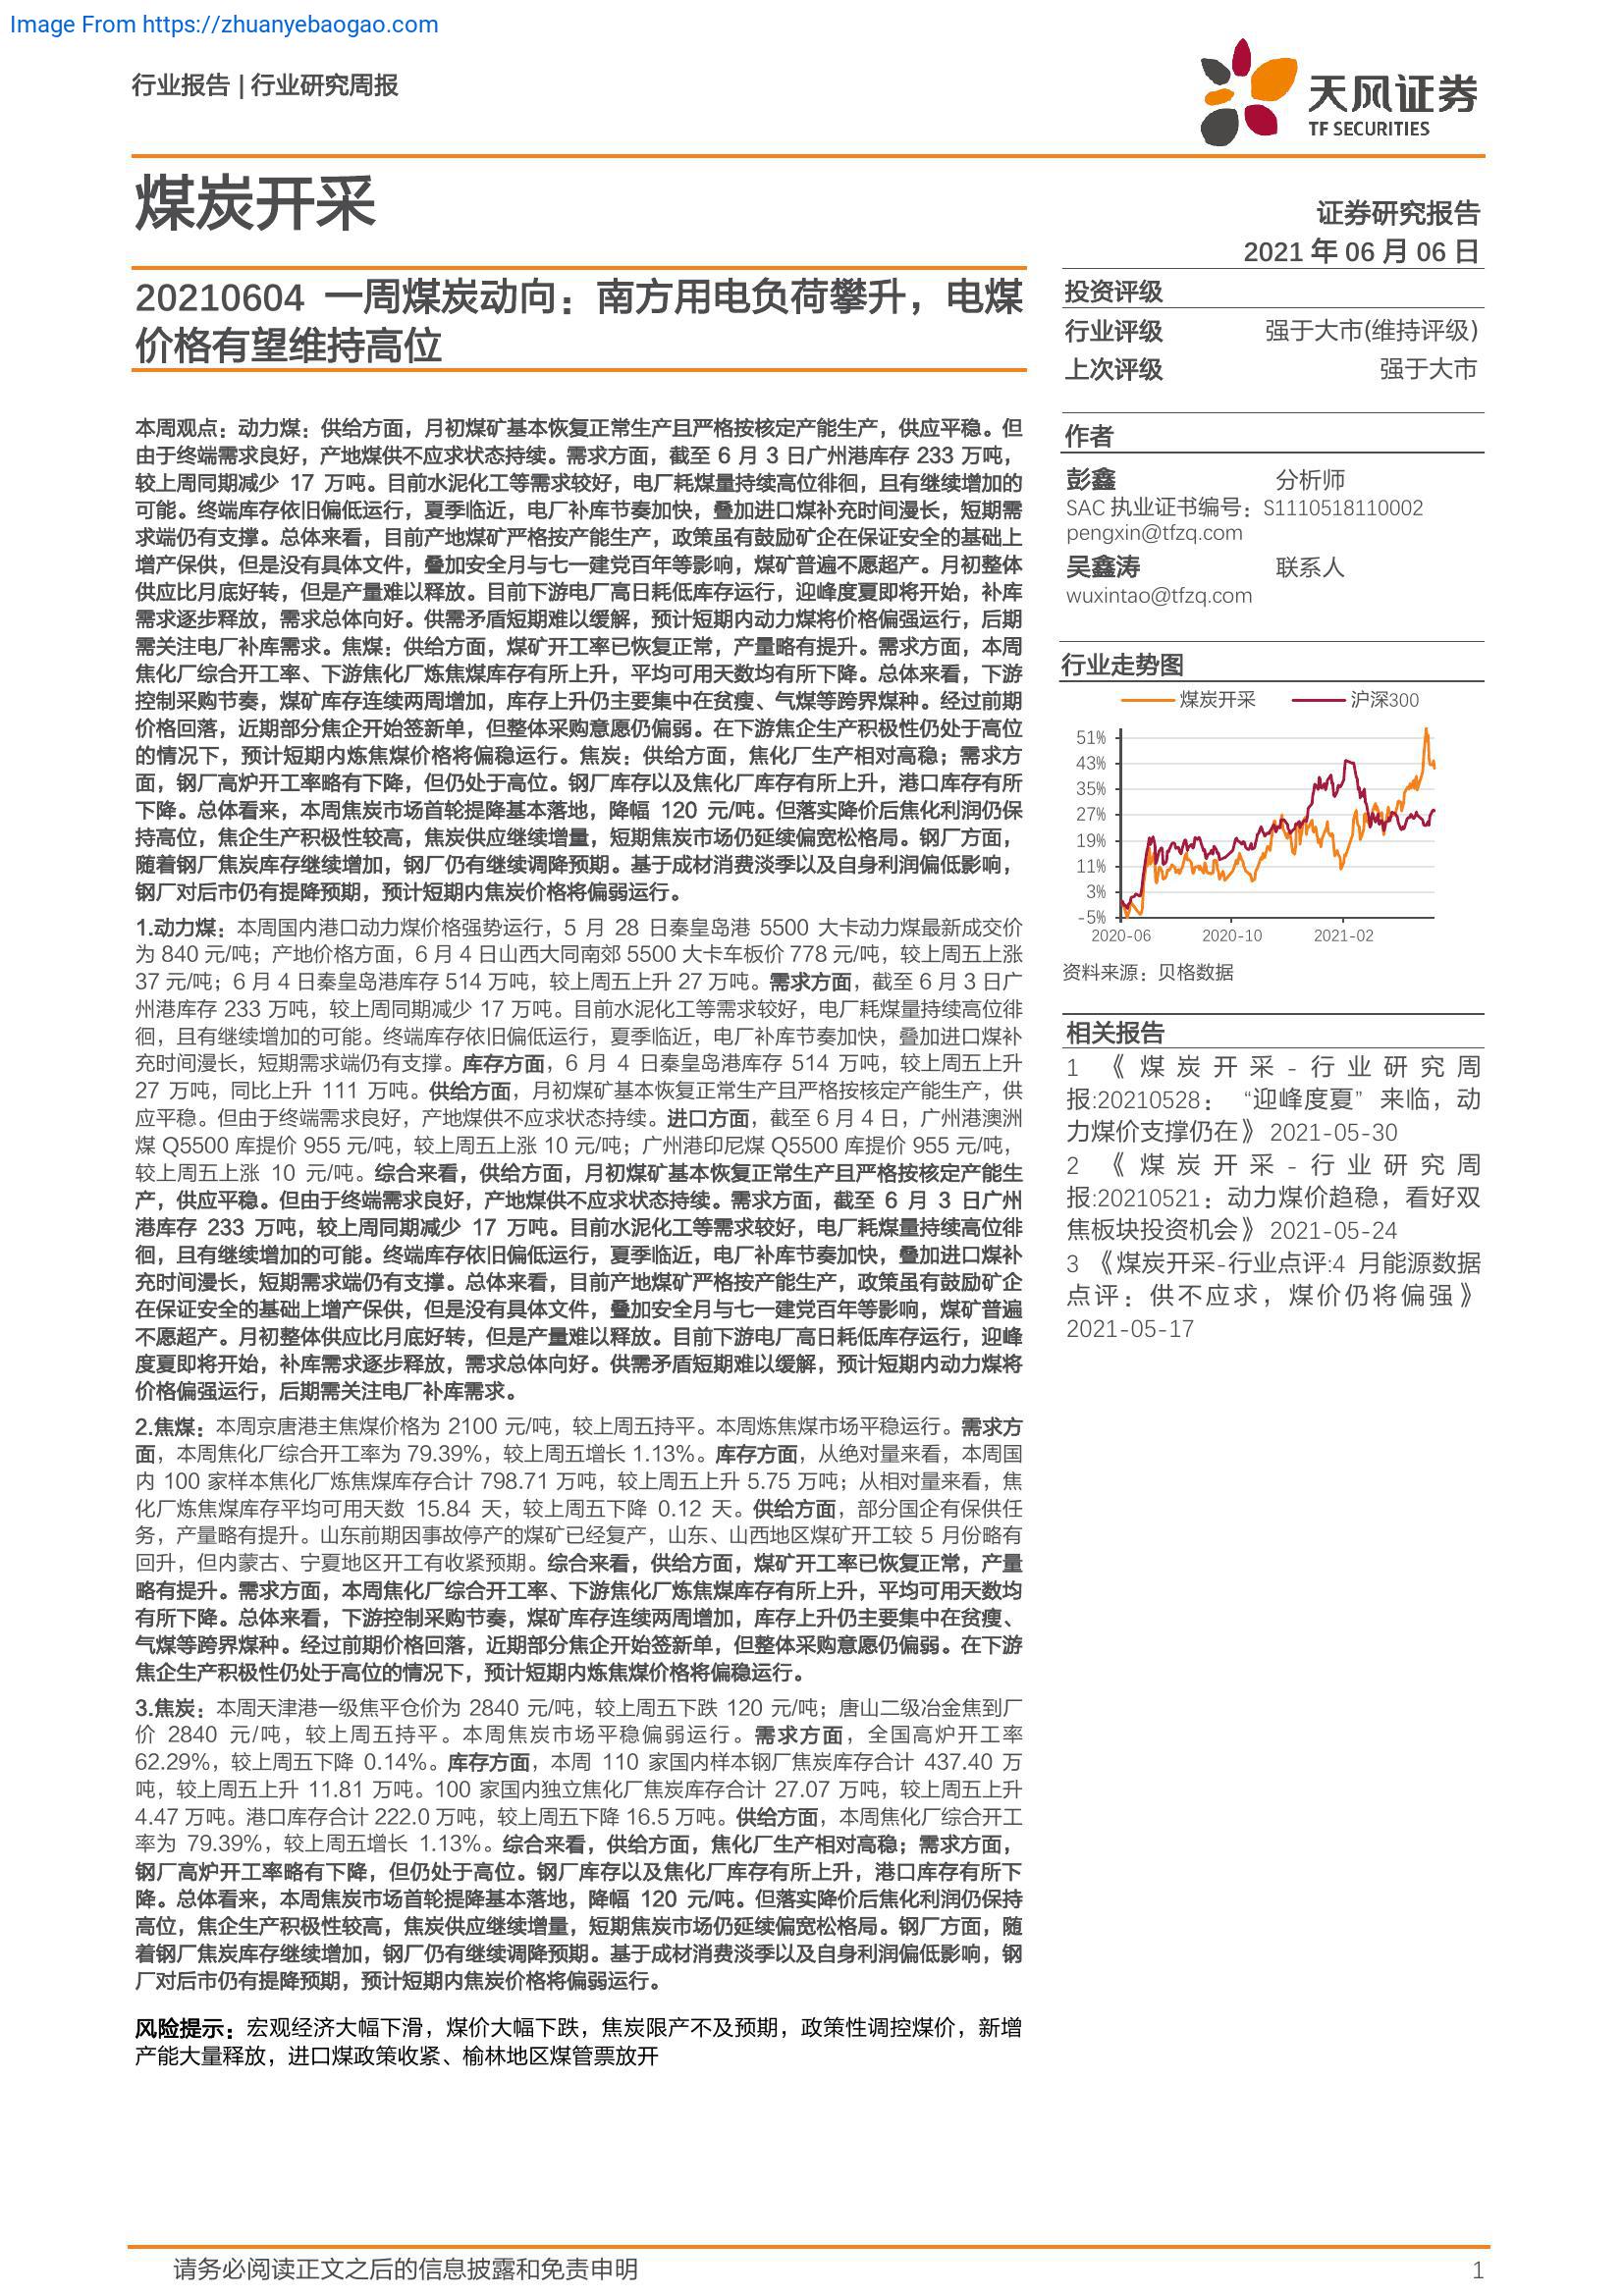 Image From https://zhuanyebaogao.com
行业报告 | 行业研究周报
天风证券
TF SECURITIES
煤炭开采
证券研究报告
2021 年 06 月 06 日
20210604 一周煤炭动向：南方用电负荷攀升，电煤
价格有望维持高位
投资评级
行业评级 强于大市(维持评级)
上次评级 强于大市
作者
彭鑫 分析师
SAC 执业证书编号：S1110518110002
pengxin@tfzq.com
吴鑫涛 联系人
wuxintao@tfzq.com
行业走势图
煤炭开采 沪深300
51%
43%
35%
27%
19%
11%
3%
-5%
2020-06 2020-10 2021-02
资料来源：贝格数据
相关报告
1 《煤炭开采-行业研究周
报:20210528： “迎峰度夏” 来临，动
力煤价支撑仍在》 2021-05-30
2 《煤炭开采-行业研究周
报:20210521：动力煤价趋稳，看好双
焦板块投资机会》 2021-05-24
3 《煤炭开采-行业点评:4 月能源数据
点评：供不应求，煤价仍将偏强》
2021-05-17
本周观点：动力煤：供给方面，月初煤矿基本恢复正常生产且严格按核定产能生产，供应平稳。但
由于终端需求良好，产地煤供不应求状态持续。需求方面，截至 6 月 3 日广州港库存 233 万吨，
较上周同期减少 17 万吨。目前水泥化工等需求较好，电厂耗煤量持续高位徘徊，且有继续增加的
可能。终端库存依旧偏低运行，夏季临近，电厂补库节奏加快，叠加进口煤补充时间漫长，短期需
求端仍有支撑。总体来看，目前产地煤矿严格按产能生产，政策虽有鼓励矿企在保证安全的基础上
增产保供，但是没有具体文件，叠加安全月与七一建党百年等影响，煤矿普遍不愿超产。月初整体
供应比月底好转，但是产量难以释放。目前下游电厂高日耗低库存运行，迎峰度夏即将开始，补库
需求逐步释放，需求总体向好。供需矛盾短期难以缓解，预计短期内动力煤将价格偏强运行，后期
需关注电厂补库需求。焦煤：供给方面，煤矿开工率已恢复正常，产量略有提升。需求方面，本周
焦化厂综合开工率、下游焦化厂炼焦煤库存有所上升，平均可用天数均有所下降。总体来看，下游
控制采购节奏，煤矿库存连续两周增加，库存上升仍主要集中在贫瘦、气煤等跨界煤种。经过前期
价格回落，近期部分焦企开始签新单，但整体采购意愿仍偏弱。在下游焦企生产积极性仍处于高位
的情况下，预计短期内炼焦煤价格将偏稳运行。焦炭：供给方面，焦化厂生产相对高稳；需求方
面，钢厂高炉开工率略有下降，但仍处于高位。钢厂库存以及焦化厂库存有所上升，港口库存有所
下降。总体看来，本周焦炭市场首轮提降基本落地，降幅 120 元/吨。但落实降价后焦化利润仍保
持高位，焦企生产积极性较高，焦炭供应继续增量，短期焦炭市场仍延续偏宽松格局。钢厂方面，
随着钢厂焦炭库存继续增加，钢厂仍有继续调降预期。基于成材消费淡季以及自身利润偏低影响，
钢厂对后市仍有提降预期，预计短期内焦炭价格将偏弱运行。
1.动力煤：本周国内港口动力煤价格强势运行，5 月 28 日秦皇岛港 5500 大卡动力煤最新成交价
为 840 元/吨；产地价格方面，6 月 4 日山西大同南郊 5500 大卡车板价 778 元/吨，较上周五上涨
37 元/吨；6 月 4 日秦皇岛港库存 514 万吨，较上周五上升 27 万吨。需求方面，截至 6 月 3 日广
州港库存 233 万吨，较上周同期减少 17 万吨。目前水泥化工等需求较好，电厂耗煤量持续高位徘
徊，且有继续增加的可能。终端库存依旧偏低运行，夏季临近，电厂补库节奏加快，叠加进口煤补
充时间漫长，短期需求端仍有支撑。库存方面，6 月 4 日秦皇岛港库存 514 万吨，较上周五上升
27 万吨，同比上升 111 万吨。供给方面，月初煤矿基本恢复正常生产且严格按核定产能生产，供
应平稳。但由于终端需求良好，产地煤供不应求状态持续。进口方面，截至 6 月 4 日，广州港澳洲
煤 Q5500 库提价 955 元/吨，较上周五上涨 10 元/吨；广州港印尼煤 Q5500 库提价 955 元/吨，
较上周五上涨 10 元/吨。综合来看，供给方面，月初煤矿基本恢复正常生产且严格按核定产能生
产，供应平稳。但由于终端需求良好，产地煤供不应求状态持续。需求方面，截至 6 月 3 日广州
港库存 233 万吨，较上周同期减少 17 万吨。目前水泥化工等需求较好，电厂耗煤量持续高位徘
徊，且有继续增加的可能。终端库存依旧偏低运行，夏季临近，电厂补库节奏加快，叠加进口煤补
充时间漫长，短期需求端仍有支撑。总体来看，目前产地煤矿严格按产能生产，政策虽有鼓励矿企
在保证安全的基础上增产保供，但是没有具体文件，叠加安全月与七一建党百年等影响，煤矿普遍
不愿超产。月初整体供应比月底好转，但是产量难以释放。目前下游电厂高日耗低库存运行，迎峰
度夏即将开始，补库需求逐步释放，需求总体向好。供需矛盾短期难以缓解，预计短期内动力煤将
价格偏强运行，后期需关注电厂补库需求。
2.焦煤：本周京唐港主焦煤价格为 2100 元/吨，较上周五持平。本周炼焦煤市场平稳运行。需求方
面，本周焦化厂综合开工率为 79.39%，较上周五增长 1.13%。库存方面，从绝对量来看，本周国
内 100 家样本焦化厂炼焦煤库存合计 798.71 万吨，较上周五上升 5.75 万吨；从相对量来看，焦
化厂炼焦煤库存平均可用天数 15.84 天，较上周五下降 0.12 天。供给方面，部分国企有保供任
务，产量略有提升。山东前期因事故停产的煤矿已经复产，山东、山西地区煤矿开工较 5 月份略有
回升，但内蒙古、宁夏地区开工有收紧预期。综合来看，供给方面，煤矿开工率已恢复正常，产量
略有提升。需求方面，本周焦化厂综合开工率、下游焦化厂炼焦煤库存有所上升，平均可用天数均
有所下降。总体来看，下游控制采购节奏，煤矿库存连续两周增加，库存上升仍主要集中在贫瘦、
气煤等跨界煤种。经过前期价格回落，近期部分焦企开始签新单，但整体采购意愿仍偏弱。在下游
焦企生产积极性仍处于高位的情况下，预计短期内炼焦煤价格将偏稳运行。
3.焦炭：本周天津港一级焦平仓价为 2840 元/吨，较上周五下跌 120 元/吨；唐山二级冶金焦到厂
价 2840 元/吨，较上周五持平。本周焦炭市场平稳偏弱运行。需求方面，全国高炉开工率
62.29%，较上周五下降 0.14%。库存方面，本周 110 家国内样本钢厂焦炭库存合计 437.40 万
吨，较上周五上升 11.81 万吨。100 家国内独立焦化厂焦炭库存合计 27.07 万吨，较上周五上升
4.47 万吨。港口库存合计 222.0 万吨，较上周五下降 16.5 万吨。供给方面，本周焦化厂综合开工
率为 79.39%，较上周五增长 1.13%。综合来看，供给方面，焦化厂生产相对高稳；需求方面，
钢厂高炉开工率略有下降，但仍处于高位。钢厂库存以及焦化厂库存有所上升，港口库存有所下
降。总体看来，本周焦炭市场首轮提降基本落地，降幅 120 元/吨。但落实降价后焦化利润仍保持
高位，焦企生产积极性较高，焦炭供应继续增量，短期焦炭市场仍延续偏宽松格局。钢厂方面，随
着钢厂焦炭库存继续增加，钢厂仍有继续调降预期。基于成材消费淡季以及自身利润偏低影响，钢
厂对后市仍有提降预期，预计短期内焦炭价格将偏弱运行。
风险提示：宏观经济大幅下滑，煤价大幅下跌，焦炭限产不及预期，政策性调控煤价，新增
产能大量释放，进口煤政策收紧、榆林地区煤管票放开
请务必阅读正文之后的信息披露和免责申明 1